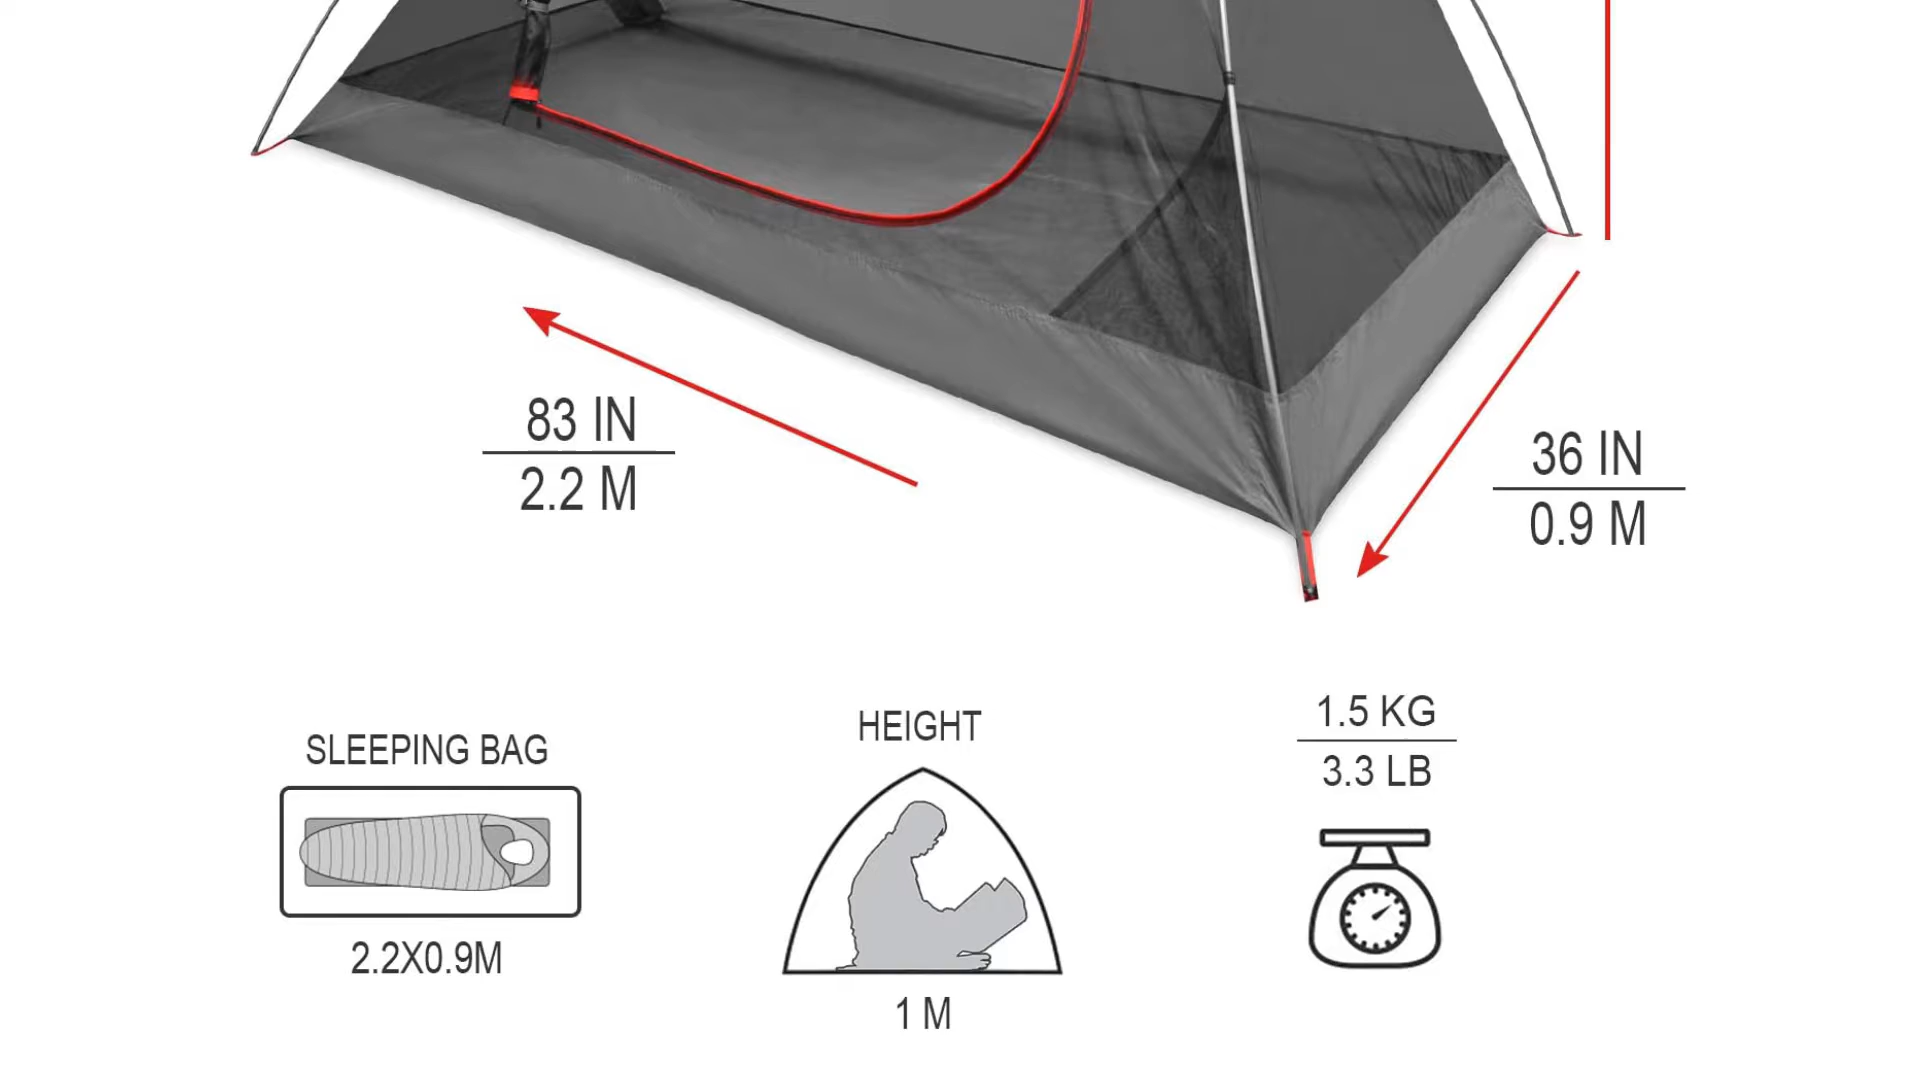 83 IN
2.2 M
36 IN
0.9 M
SLEEPING BAG
2.2X0.9M
HEIGHT
1 M
1.5 KG
3.3 LB